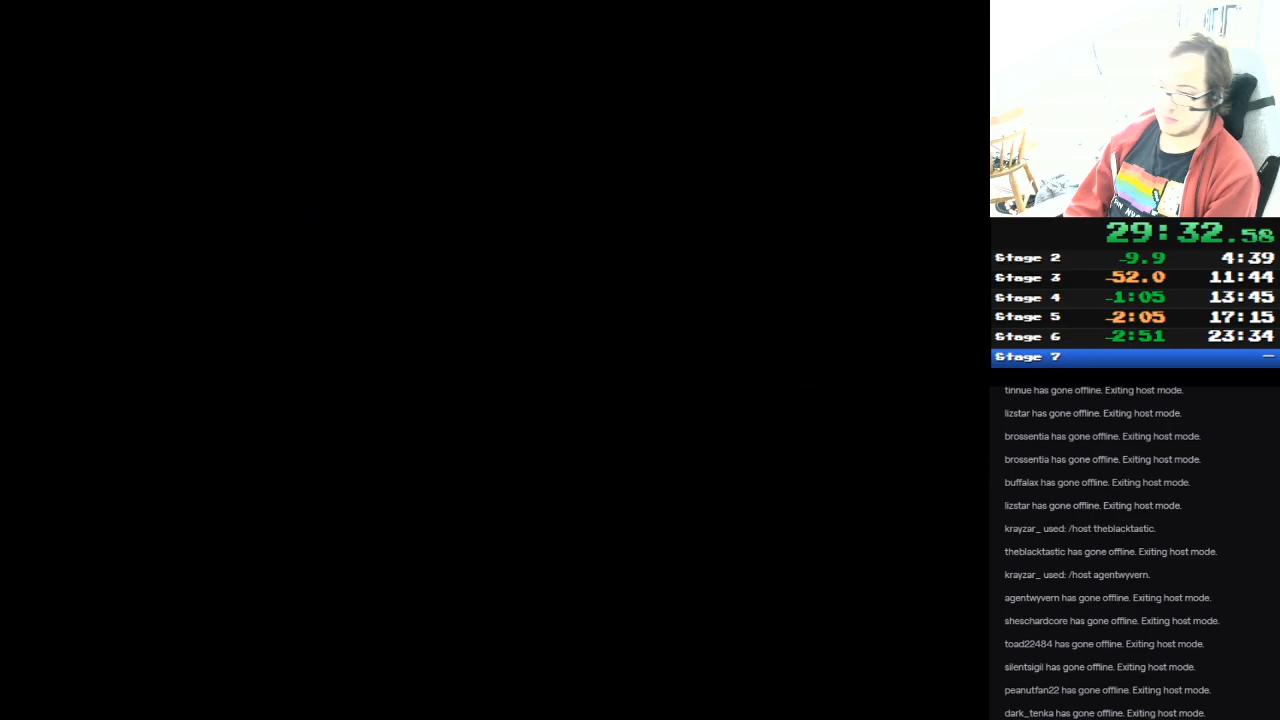 29:32.58
Stage 2 -9.9 4:39
Stage 3 -52.0 11:44
Stage 4 -1:05 13:45
Stage 5 -2:05 17:15
Stage 6 -2:51 23:34
Stage 7 —
tinnue has gone offline. Exiting host mode.
lizstar has gone offline. Exiting host mode.
brossentia has gone offline. Exiting host mode.
brossentia has gone offline. Exiting host mode.
buffalax has gone offline. Exiting host mode.
lizstar has gone offline. Exiting host mode.
krayzar_ used: /host theblacktastic.
theblacktastic has gone offline. Exiting host mode.
krayzar_ used: /host agentwyvern.
agentwyvern has gone offline. Exiting host mode.
sheschardcore has gone offline. Exiting host mode.
toad22484 has gone offline. Exiting host mode.
silentsigil has gone offline. Exiting host mode.
peanutfan22 has gone offline. Exiting host mode.
dark_tenka has gone offline. Exiting host mode.